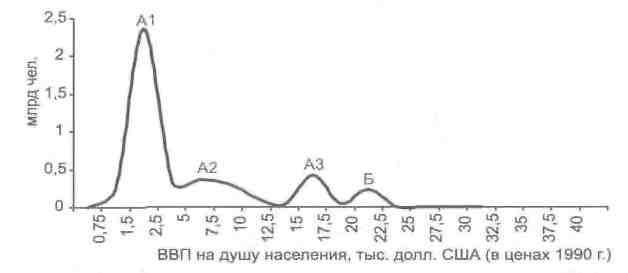 млрд чел.
2,5
2
1,5
1
0,5
0
А1
А2
А3
Б
0,75 1,5 2,5 5 7,5 10 12,5 15 17,5 20 22,5 25 27,5 30 32,5 35 37,5 40
ВВП на душу населения, тыс. долл. США (в ценах 1990 г.)